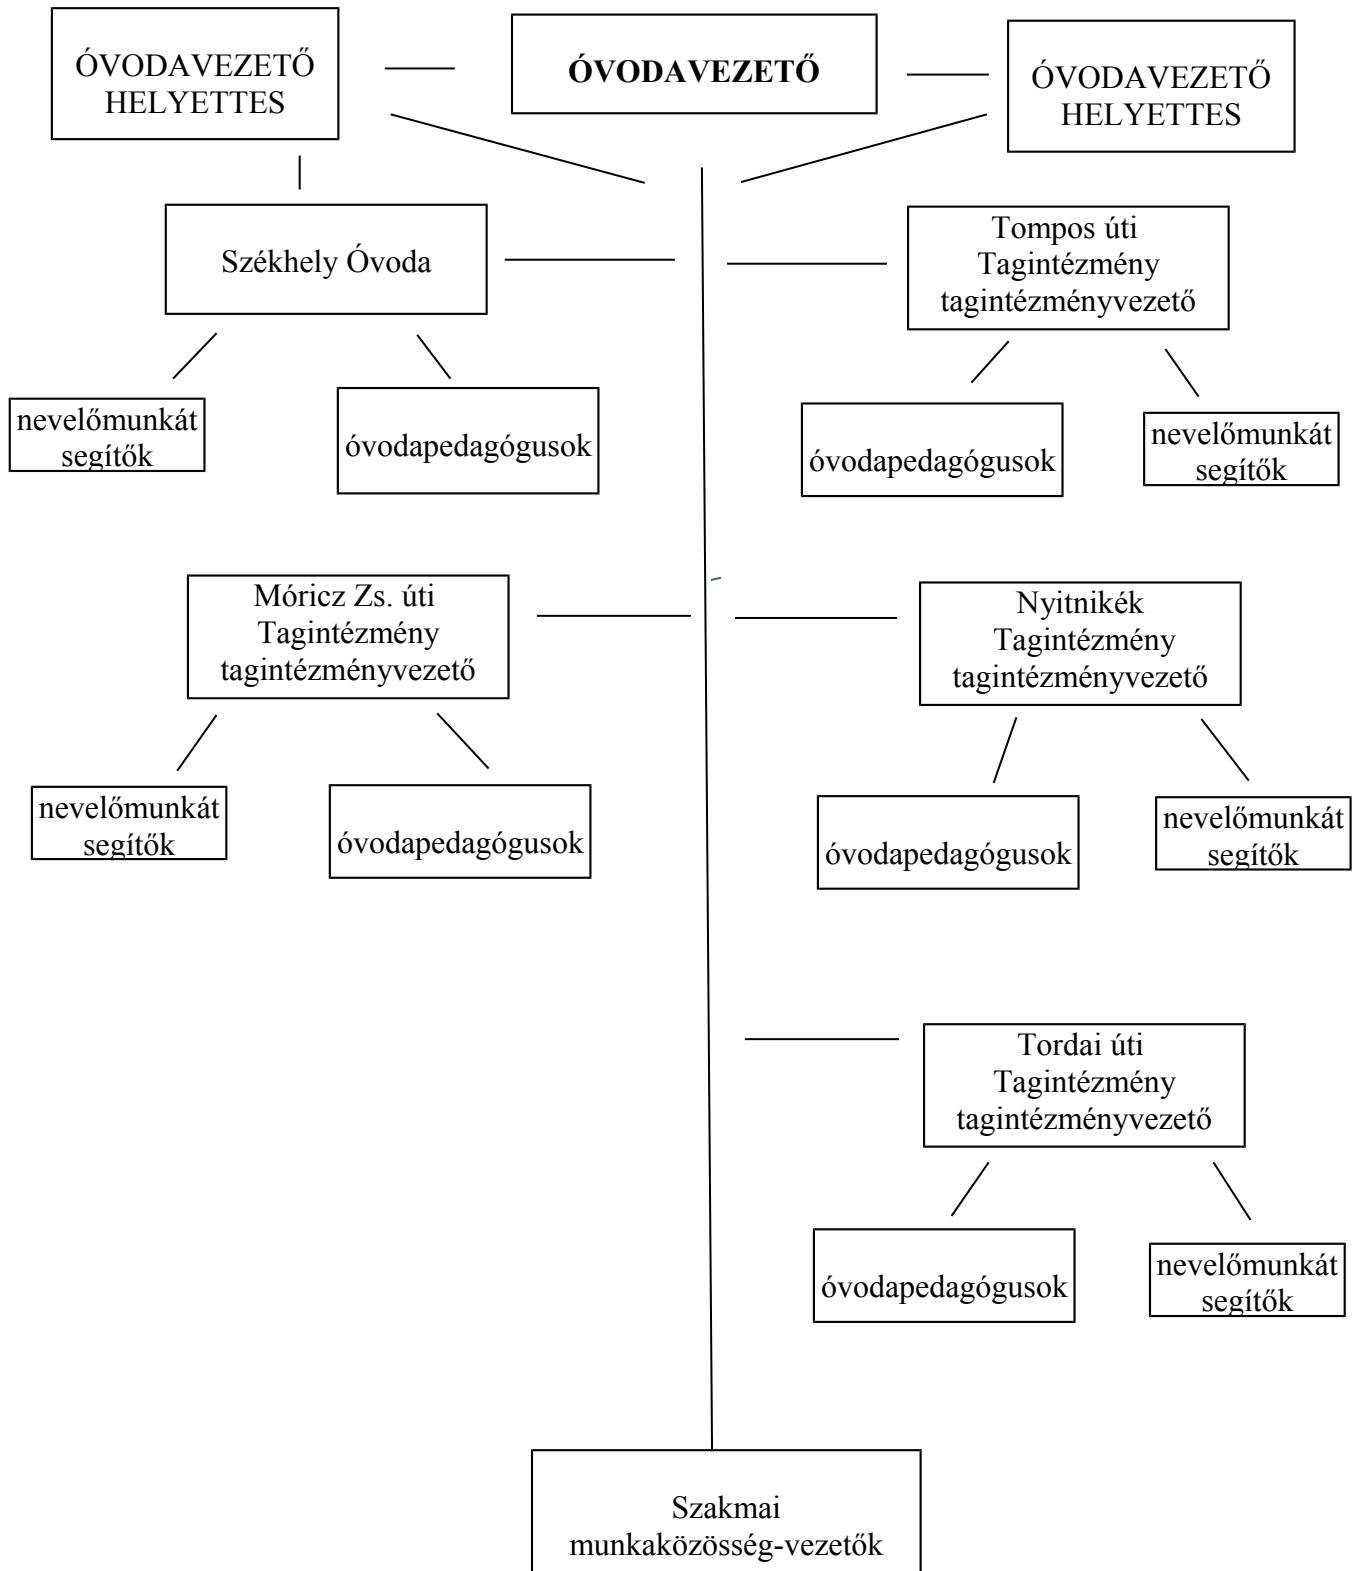 ÓVODAVEZETŐ
HELYETTES
ÓVODAVEZETŐ
ÓVODAVEZETŐ
HELYETTES
Székhely Óvoda
Tompos úti
Tagintézmény
tagintézményvezető
nevelőmunkát
segítők
óvodapedagógusok
óvodapedagógusok
nevelőmunkát
segítők
Móricz Zs. úti
Tagintézmény
tagintézményvezető
Nyitnikék
Tagintézmény
tagintézményvezető
nevelőmunkát
segítők
óvodapedagógusok
óvodapedagógusok
nevelőmunkát
segítők
Tordai úti
Tagintézmény
tagintézményvezető
óvodapedagógusok
nevelőmunkát
segítők
Szakmai
munkaközösség-vezetők